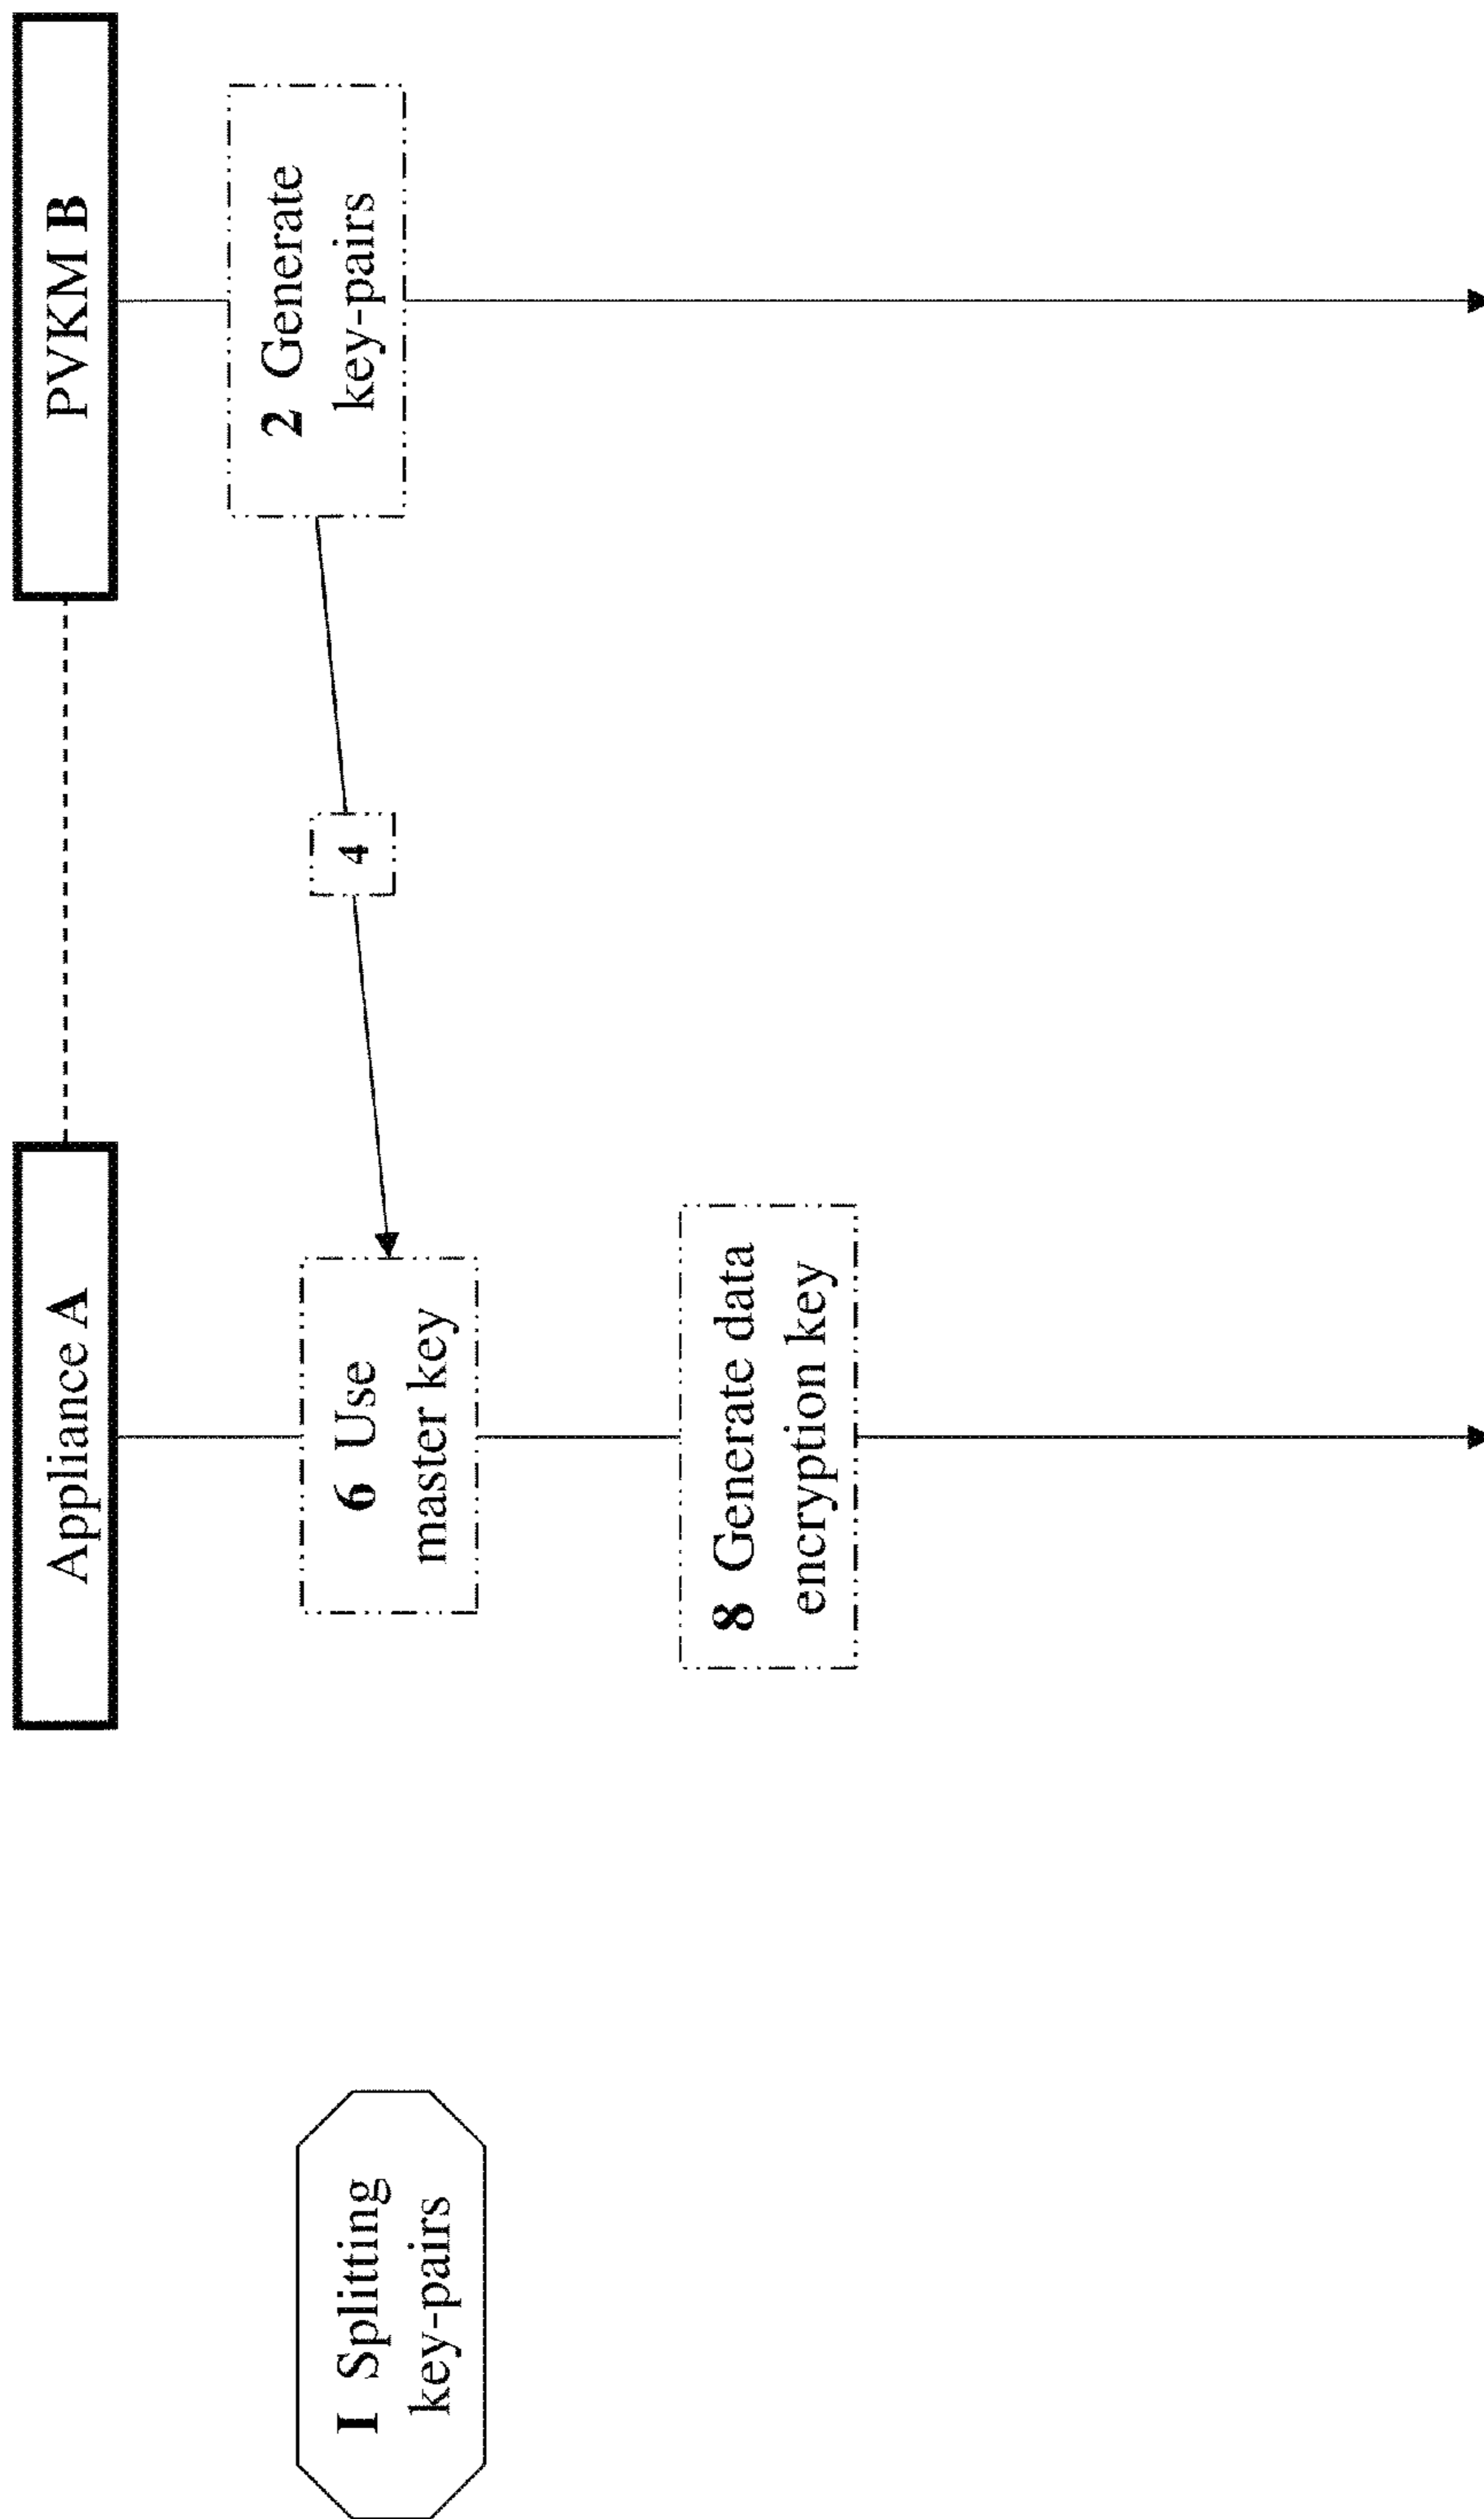 Appliance A
PVKM B
I Splitting
key-pairs
6 Use
master key
4
2 Generate
key-pairs
8 Generate data
encryption key